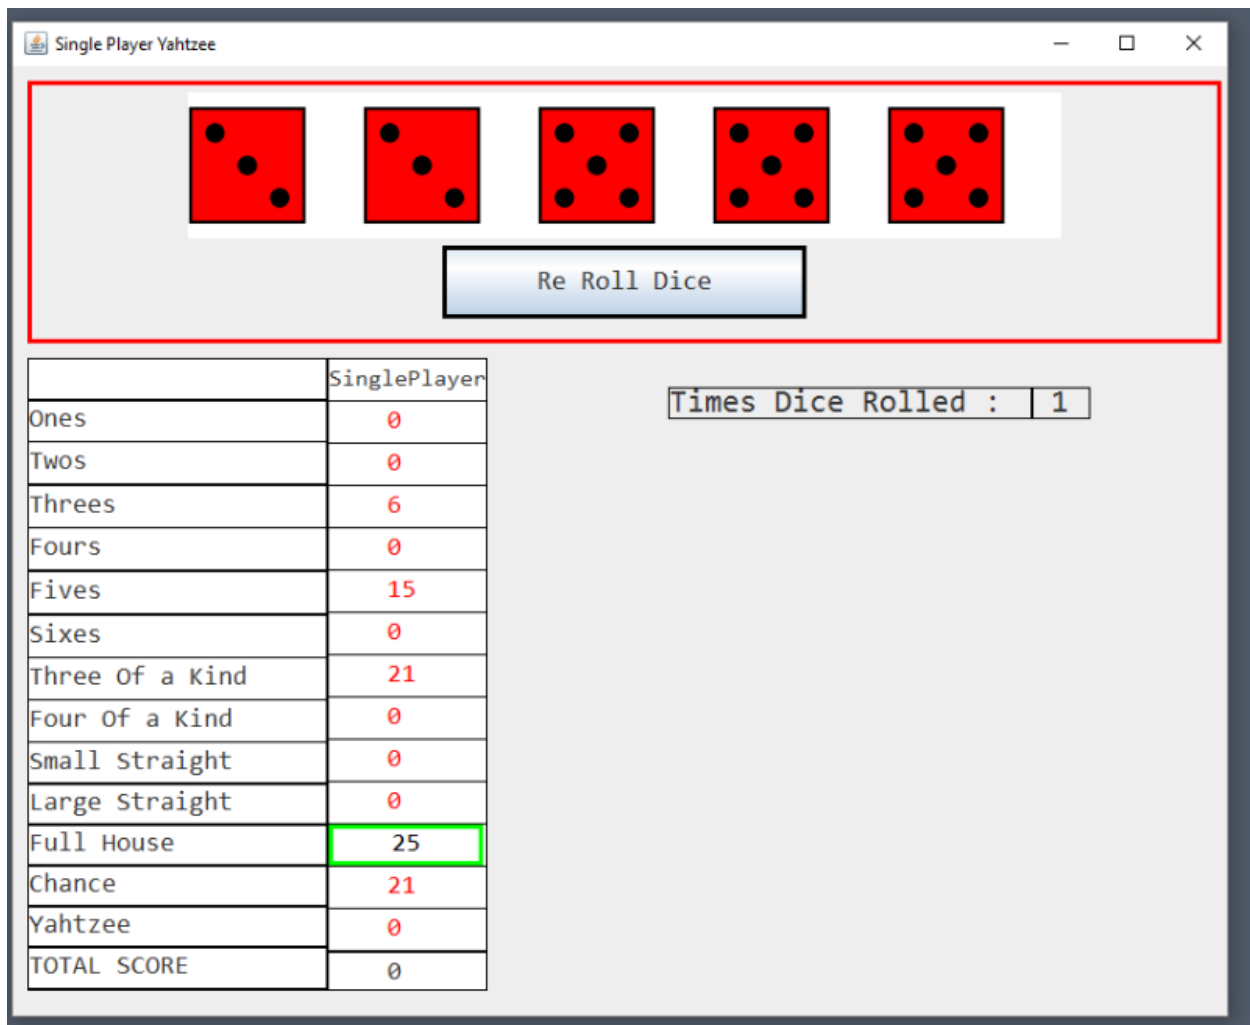 Single Player Yahtzee
Re Roll Dice
SinglePlayer
Times Dice Rolled : 1
Ones 0
Twos 0
Threes 6
Fours 0
Fives 15
Sixes 0
Three Of a Kind 21
Four Of a Kind 0
Small Straight 0
Large Straight 0
Full House 25
Chance 21
Yahtzee 0
TOTAL SCORE 0